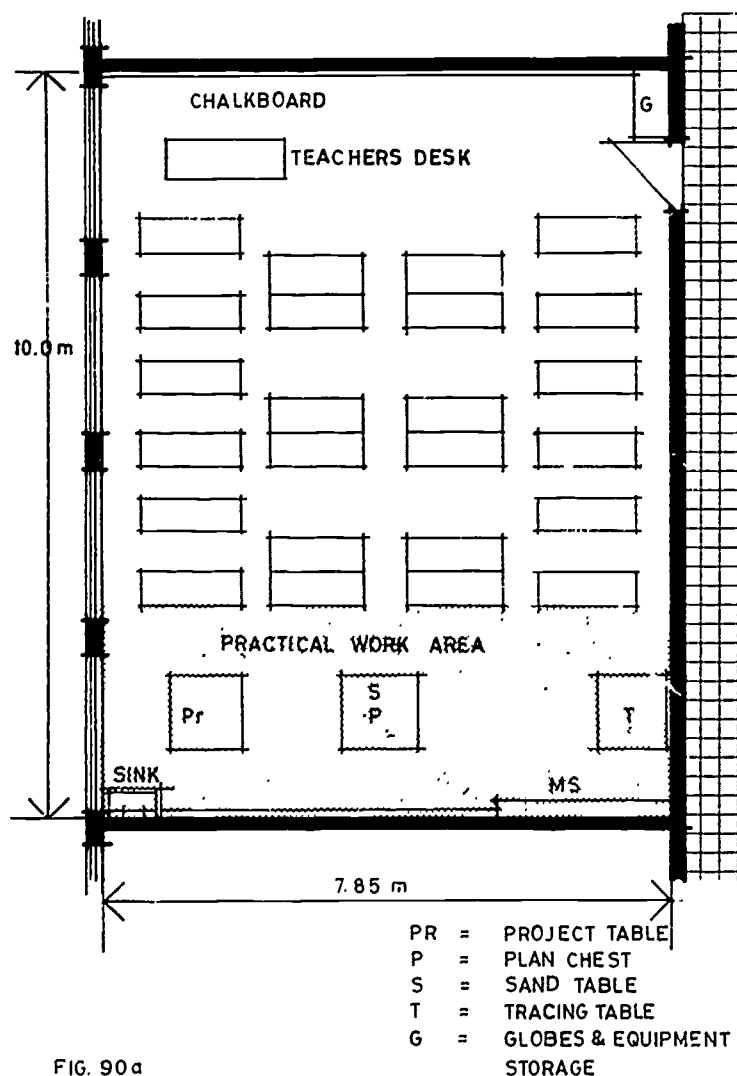 CHALKBOARD
G
TEACHERS DESK
10.0 m
PRACTICAL WORK AREA
Pr
S
P
T
SINK
MS
7.85 m
PR = PROJECT TABLE
P = PLAN CHEST
S = SAND TABLE
T = TRACING TABLE
G = GLOBES & EQUIPMENT
STORAGE
FIG. 90a